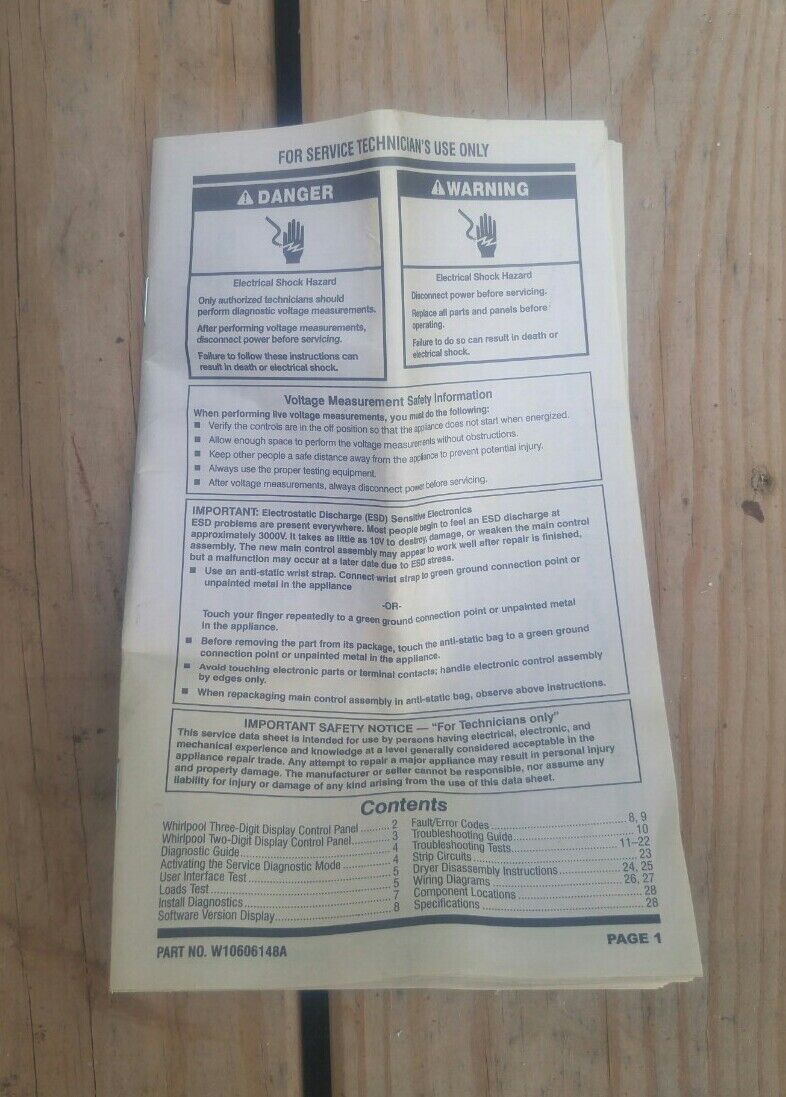 FOR SERVICE TECHNICIAN'S USE ONLY
⚠DANGER
Electrical Shock Hazard
Only authorized technicians should
perform diagnostic voltage measurements.
After performing voltage measurements,
disconnect power before servicing.
Failure to follow these instructions can
result in death or electrical shock.
⚠WARNING
Electrical Shock Hazard
Disconnect power before servicing.
Replace all parts and panels before
operating.
Failure to do so can result in death or
electrical shock.
Voltage Measurement Safety Information
When performing live voltage measurements, you must do the following:
■ Verify the controls are in the off position so that the appliance does not start when energized.
■ Allow enough space to perform the voltage measurements without obstructions.
■ Keep other people a safe distance away from the appliance to prevent potential injury.
■ Always use the proper testing equipment.
■ After voltage measurements, always disconnect power before servicing.
IMPORTANT: Electrostatic Discharge (ESD) Sensitive Electronics
ESD problems are present everywhere. Most people begin to feel an ESD discharge at
approximately 3000V. It takes as little as 10V to destroy, damage, or weaken the main control
assembly. The new main control assembly may appear to work well after repair is finished,
but a malfunction may occur at a later date due to ESD stress.
■ Use an anti-static wrist strap. Connect wrist strap to green ground connection point or
unpainted metal in the appliance
-OR-
Touch your finger repeatedly to a green ground connection point or unpainted metal
in the appliance.
■ Before removing the part from its package, touch the anti-static bag to a green ground
connection point or unpainted metal in the appliance.
■ Avoid touching electronic parts or terminal contacts; handle electronic control assembly
by edges only.
■ When repackaging main control assembly in anti-static bag, observe above instructions.
IMPORTANT SAFETY NOTICE — "For Technicians only"
This service data sheet is intended for use by persons having electrical, electronic, and
mechanical experience and knowledge at a level generally considered acceptable in the
appliance repair trade. Any attempt to repair a major appliance may result in personal injury
and property damage. The manufacturer or seller cannot be responsible, nor assume any
liability for injury or damage of any kind arising from the use of this data sheet.
Contents
Whirlpool Three-Digit Display Control Panel ......... 2
Whirlpool Two-Digit Display Control Panel......... 3
Diagnostic Guide......... 4
Activating the Service Diagnostic Mode ......... 4
User Interface Test ......... 5
Loads Test ......... 5
Install Diagnostics ......... 7
Software Version Display......... 8
Fault/Error Codes ......... 8, 9
Troubleshooting Guide......... 10
Troubleshooting Tests......... 11–22
Strip Circuits ......... 23
Dryer Disassembly Instructions ......... 24, 25
Wiring Diagrams ......... 26, 27
Component Locations ......... 28
Specifications ......... 28
PART NO. W10606148A
PAGE 1